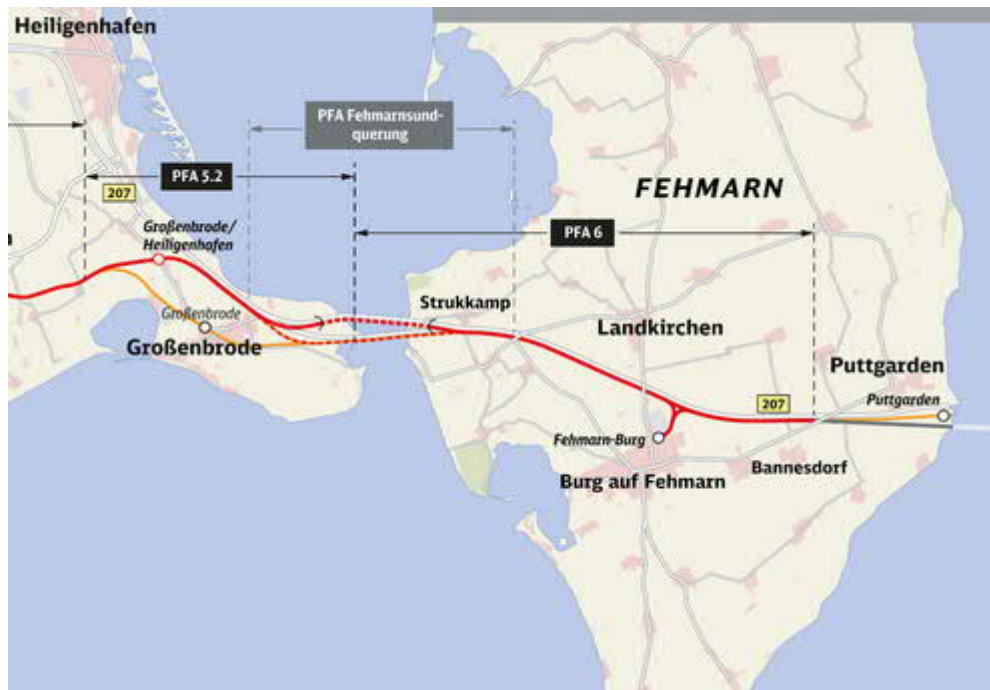 Heiligenhafen
PFA Fehmarnsund-
querung
PFA 5.2
207
FEHMARN
Großenbrode/
Heiligenhafen
PFA 6
Strukkamp
Großenbrode
Großenbrode
Landkirchen
Puttgarden
Puttgarden
207
Fehmarn-Burg
Bannesdorf
Burg auf Fehmarn